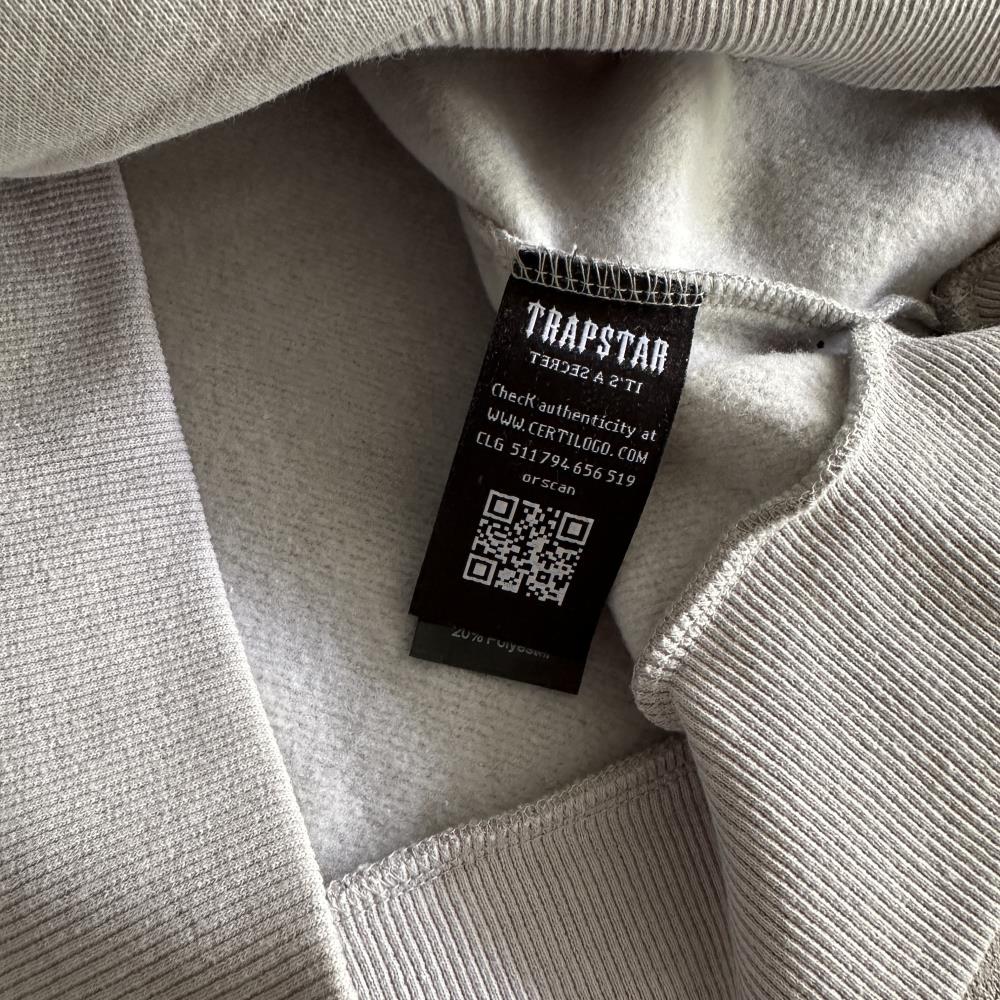 TRAPSTAR
IT'S A SECRET
ChecK authenticity at
WWW.CERTILOGO.COM
CLG 511 794 656 519
orscan
20% Polyester